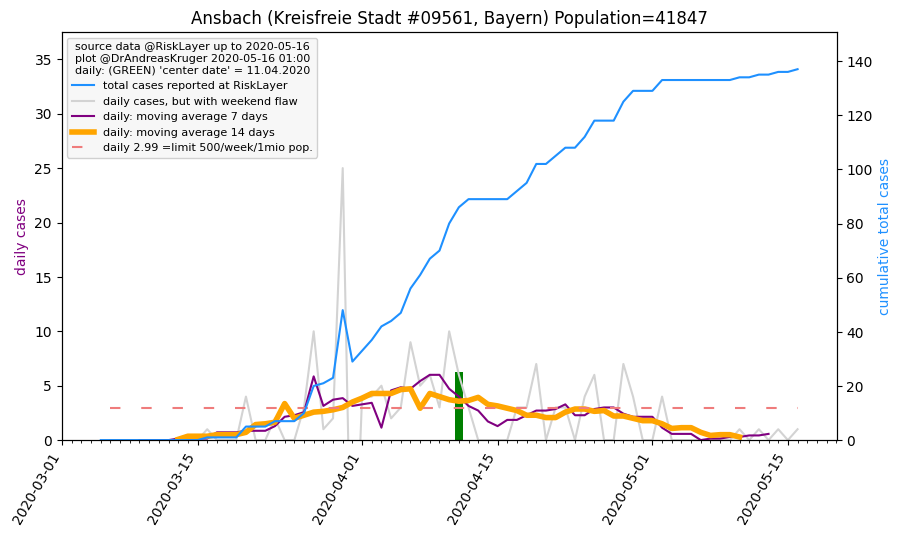 Ansbach (Kreisfreie Stadt #09561, Bayern) Population=41847
source data @RiskLayer up to 2020-05-16
plot @DrAndreasKruger 2020-05-16 01:00
daily: (GREEN) 'center date' = 11.04.2020
total cases reported at RiskLayer
daily cases, but with weekend flaw
daily: moving average 7 days
daily: moving average 14 days
daily 2.99 =limit 500/week/1mio pop.
daily cases
35
30
25
20
15
10
5
0
cumulative total cases
140
120
100
80
60
40
20
0
2020-03-01
2020-03-15
2020-04-01
2020-04-15
2020-05-01
2020-05-15